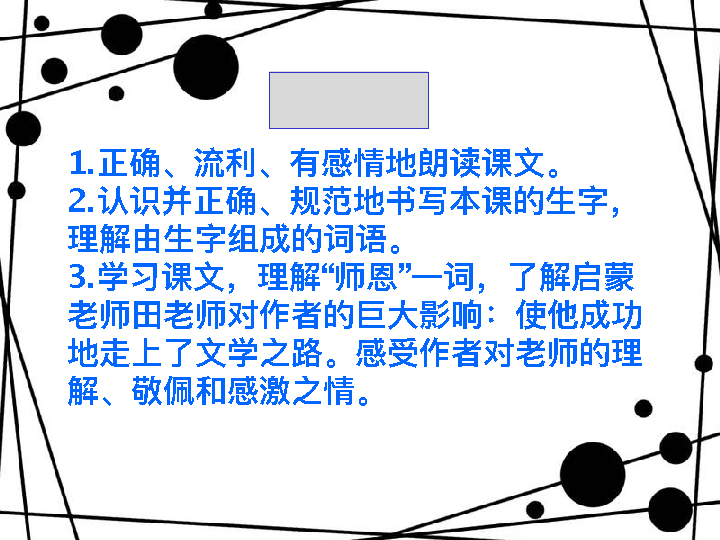 1.正确、流利、有感情地朗读课文。
2.认识并正确、规范地书写本课的生字，
理解由生字组成的词语。
3.学习课文，理解“师恩”—词，了解启蒙
老师田老师对作者的巨大影响：使他成功
地走上了文学之路。感受作者对老师的理
解、敬佩和感激之情。